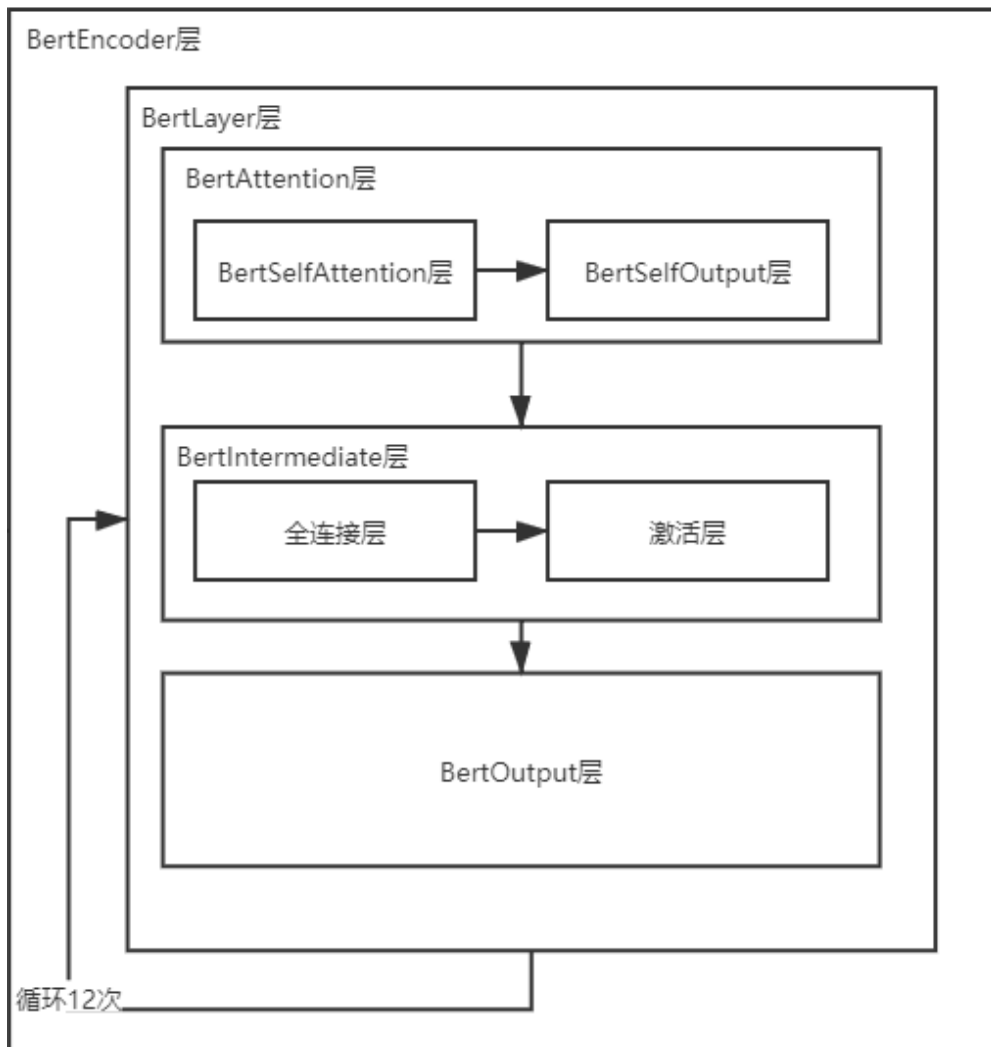 BertEncoder层
BertLayer层
BertAttention层
BertSelfAttention层
BertSelfOutput层
BertIntermediate层
全连接层
激活层
BertOutput层
循环12次